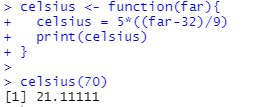 > celsius <- function(far){
+   celsius = 5*((far-32)/9)
+   print(celsius)
+ }
>
> celsius(70)
[1] 21.11111